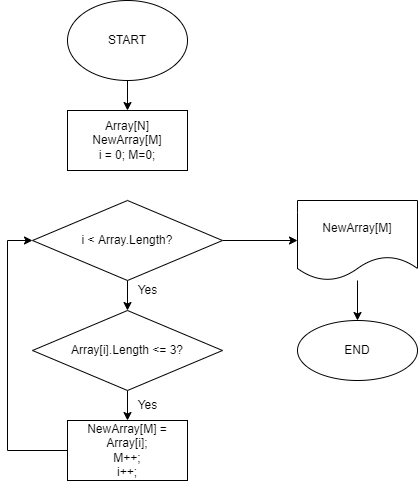 START
Array[N]
NewArray[M]
i = 0; M=0;
i < Array.Length?
NewArray[M]
Yes
Array[i].Length <= 3?
END
Yes
NewArray[M] =
Array[i];
M++;
i++;